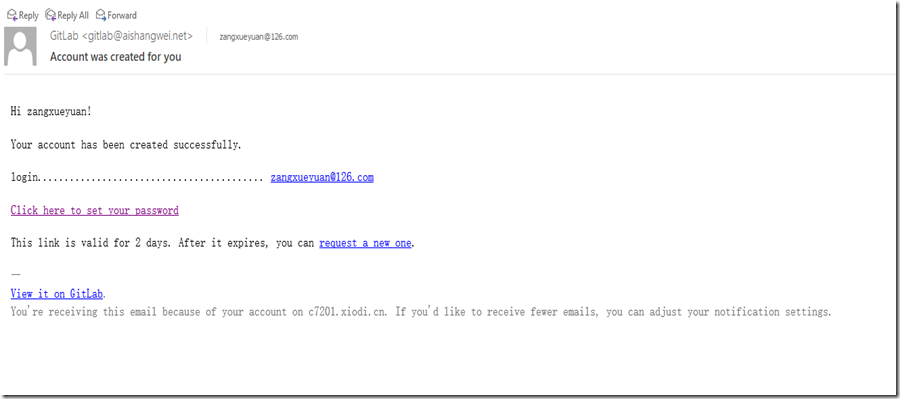 Reply Reply All Forward
GitLab <gitlab@aishangwei.net> zangxueyuan@126.com
Account was created for you
Hi zangxueyuan!
Your account has been created successfully.
login.......................................... zangxueyuan@126.com
Click here to set your password
This link is valid for 2 days. After it expires, you can request a new one.
—
View it on GitLab.
You're receiving this email because of your account on c7201.xiodi.cn. If you'd like to receive fewer emails, you can adjust your notification settings.